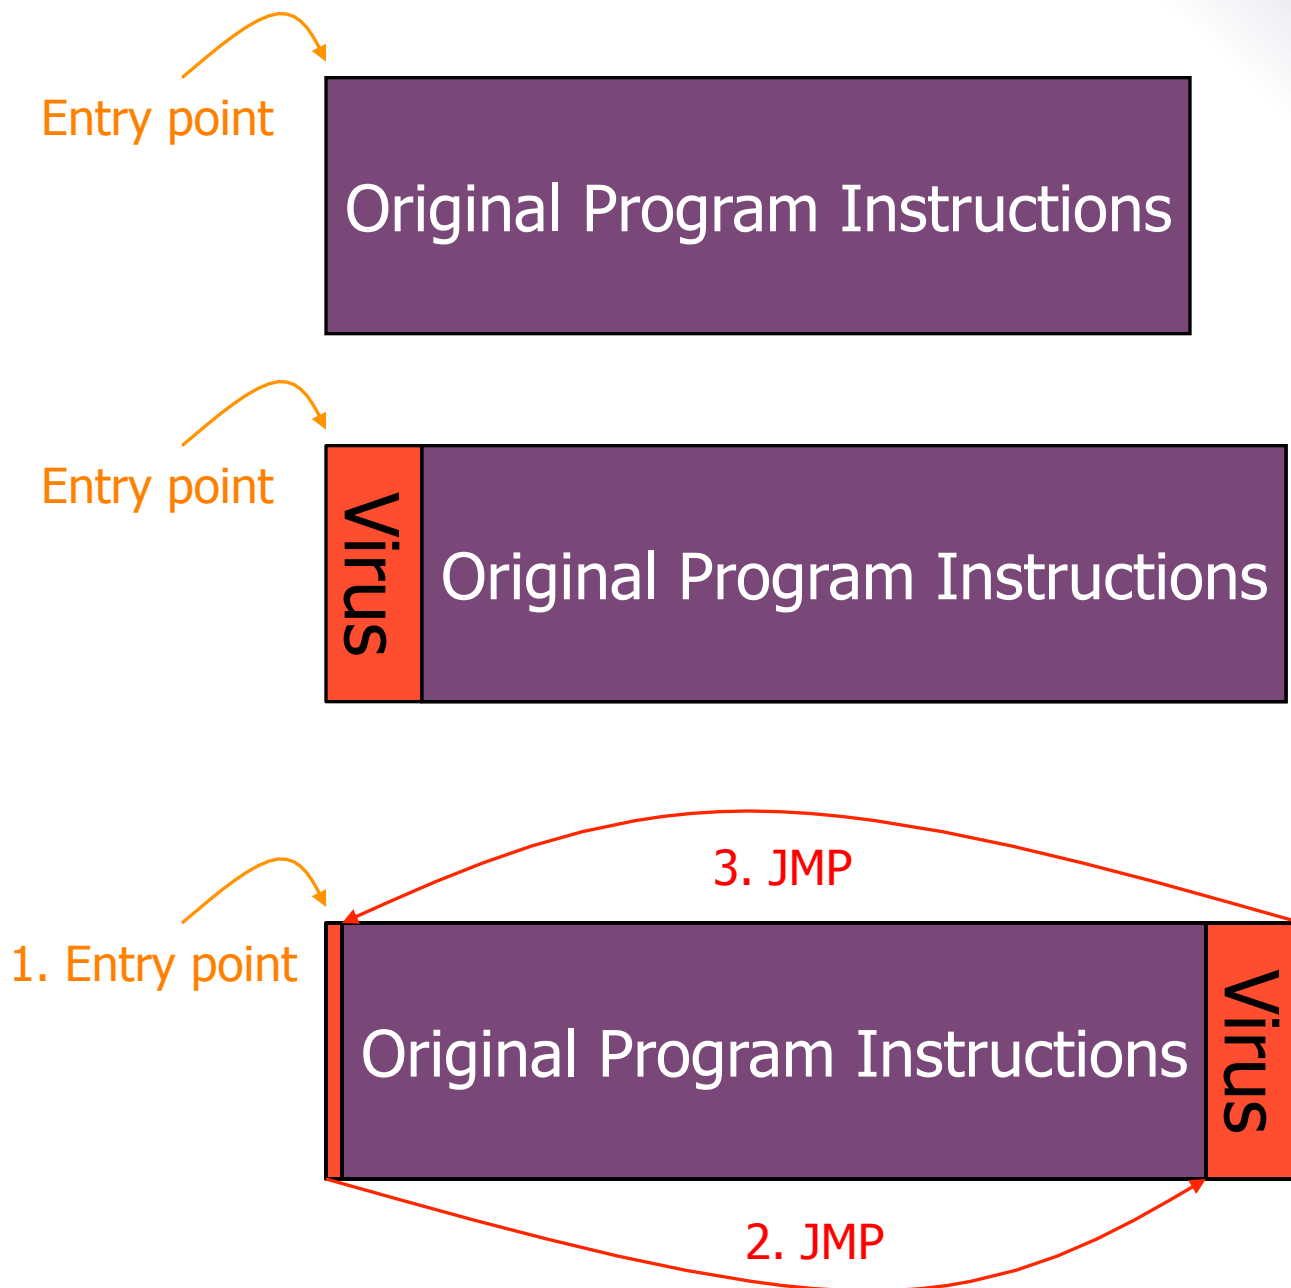 Entry point
Original Program Instructions
Entry point
Virus
Original Program Instructions
3. JMP
1. Entry point
Original Program Instructions
Virus
2. JMP